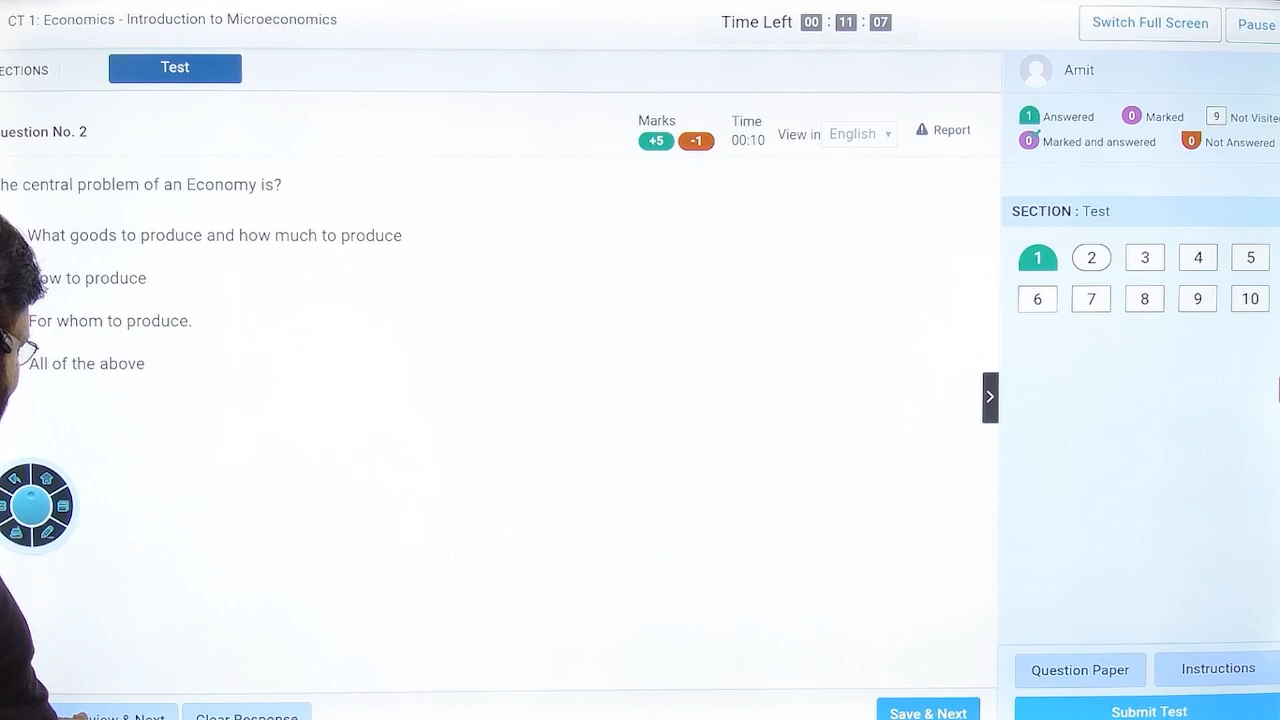 CT 1: Economics - Introduction to Microeconomics
Time Left 00 : 11 : 07
Switch Full Screen
Pause
ECTIONS
Test
Amit
uestion No. 2
Marks
+5 -1
Time
00:10
View in English
Report
1 Answered
0 Marked
9 Not Visite
0 Marked and answered
0 Not Answered
he central problem of an Economy is?
What goods to produce and how much to produce
ow to produce
For whom to produce.
All of the above
SECTION : Test
1 2 3 4 5
6 7 8 9 10
Question Paper
Instructions
view & Next
Clear Response
Save & Next
Submit Test